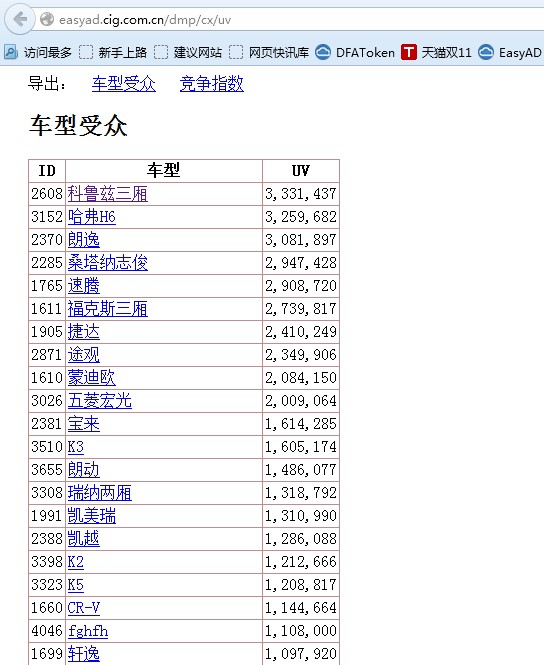 easyad.cig.com.cn/dmp/cx/uv
访问最多 新手上路 建议网站 网页快讯库 DFAToken T 天猫双11 EasyAD
导出: 车型受众 竞争指数
车型受众
ID 车型 UV
2608 科鲁兹三厢 3,331,437
3152 哈弗H6 3,259,682
2370 朗逸 3,081,897
2285 桑塔纳志俊 2,947,428
1765 速腾 2,908,720
1611 福克斯三厢 2,739,817
1905 捷达 2,410,249
2871 途观 2,349,906
1610 蒙迪欧 2,084,150
3026 五菱宏光 2,009,064
2381 宝来 1,614,285
3510 K3 1,605,174
3655 朗动 1,486,077
3308 瑞纳两厢 1,318,792
1991 凯美瑞 1,310,990
2388 凯越 1,286,088
3398 K2 1,212,666
3323 K5 1,208,817
1660 CR-V 1,144,664
4046 fghfh 1,108,000
1699 轩逸 1,097,920